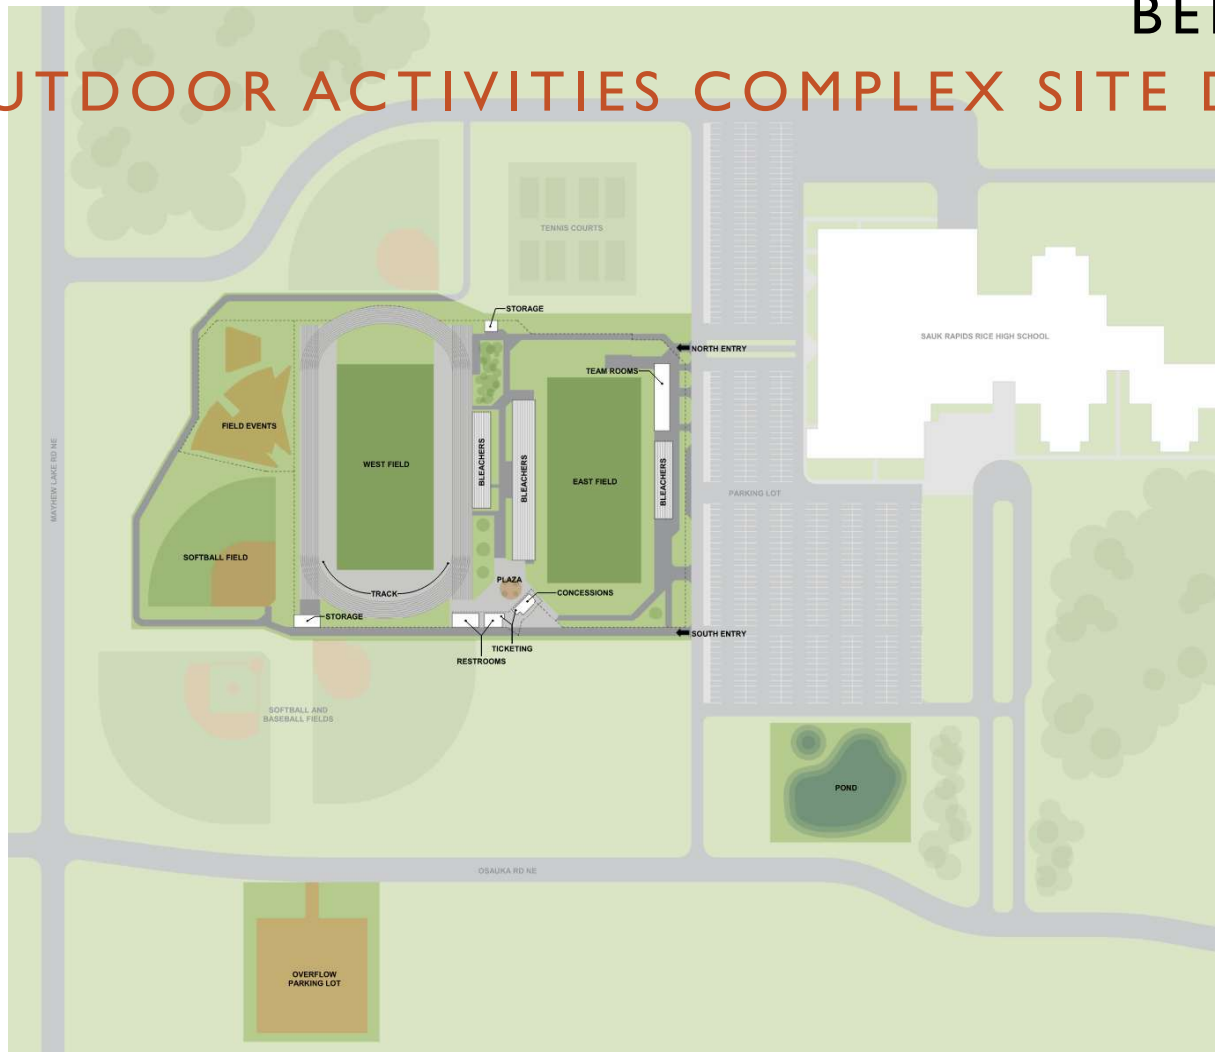 BE
UTDOOR ACTIVITIES COMPLEX SITE D
TENNIS COURTS
STORAGE
NORTH ENTRY
SAUK RAPIDS RICE HIGH SCHOOL
TEAM ROOMS
FIELD EVENTS
MAYHEW LAKE RD NE
WEST FIELD
BLEACHERS
BLEACHERS
EAST FIELD
BLEACHERS
PARKING LOT
SOFTBALL FIELD
PLAZA
TRACK
CONCESSIONS
STORAGE
SOUTH ENTRY
TICKETING
RESTROOMS
SOFTBALL AND
BASEBALL FIELDS
POND
OSAUKA RD NE
OVERFLOW
PARKING LOT